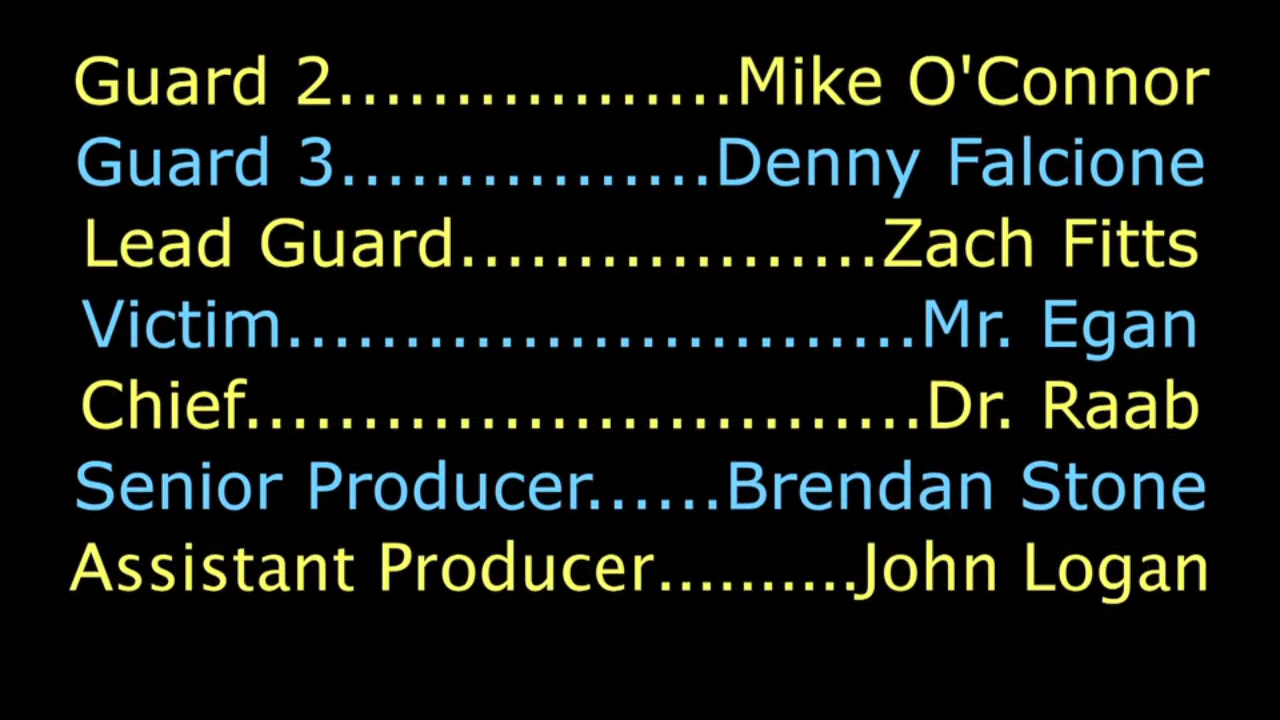 Guard 2.................Mike O'Connor
Guard 3................Denny Falcione
Lead Guard..................Zach Fitts
Victim...........................Mr. Egan
Chief.............................Dr. Raab
Senior Producer......Brendan Stone
Assistant Producer..........John Logan